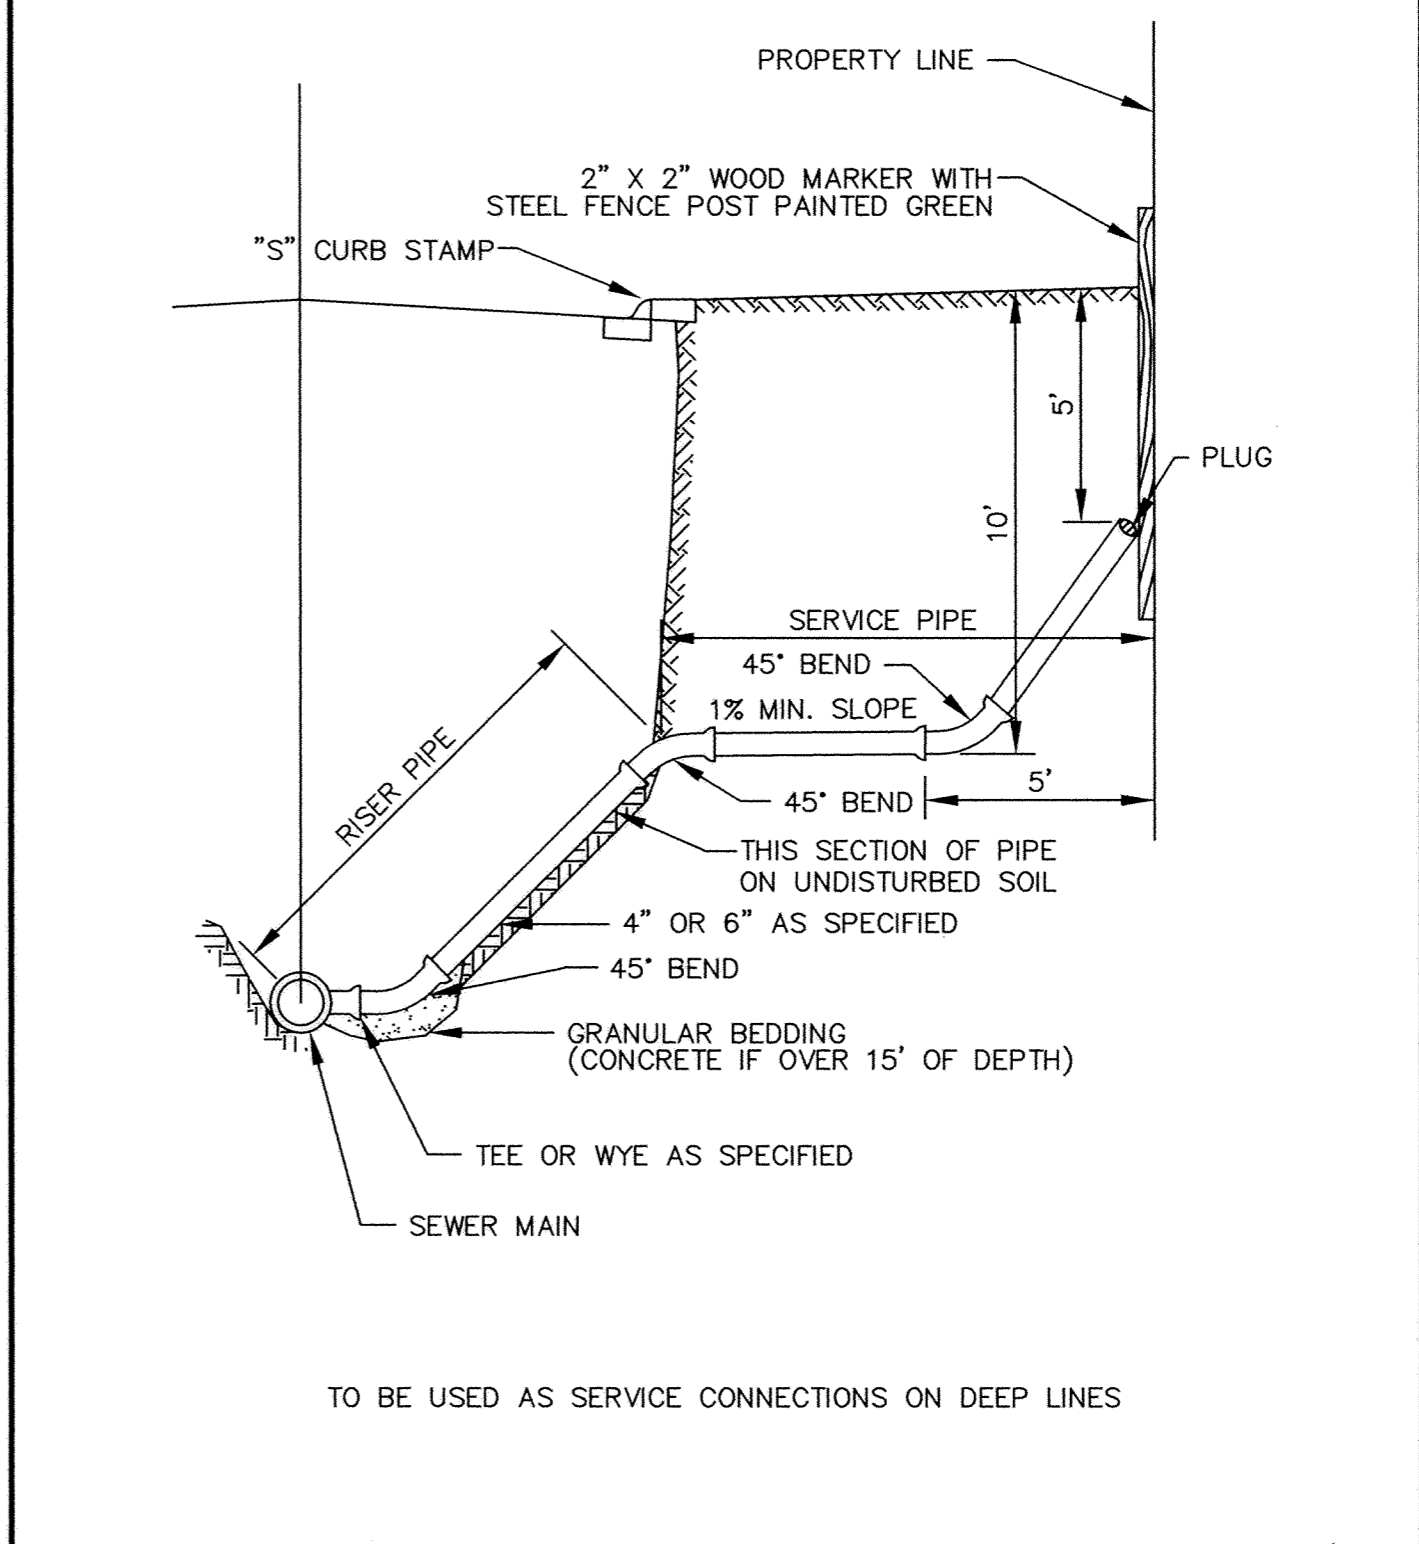 PROPERTY LINE
2" X 2" WOOD MARKER WITH
STEEL FENCE POST PAINTED GREEN
"S" CURB STAMP
5'
PLUG
10'
SERVICE PIPE
45° BEND
1% MIN. SLOPE
RISER PIPE
5'
45° BEND
THIS SECTION OF PIPE
ON UNDISTURBED SOIL
4" OR 6" AS SPECIFIED
45° BEND
GRANULAR BEDDING
(CONCRETE IF OVER 15' OF DEPTH)
TEE OR WYE AS SPECIFIED
SEWER MAIN
TO BE USED AS SERVICE CONNECTIONS ON DEEP LINES